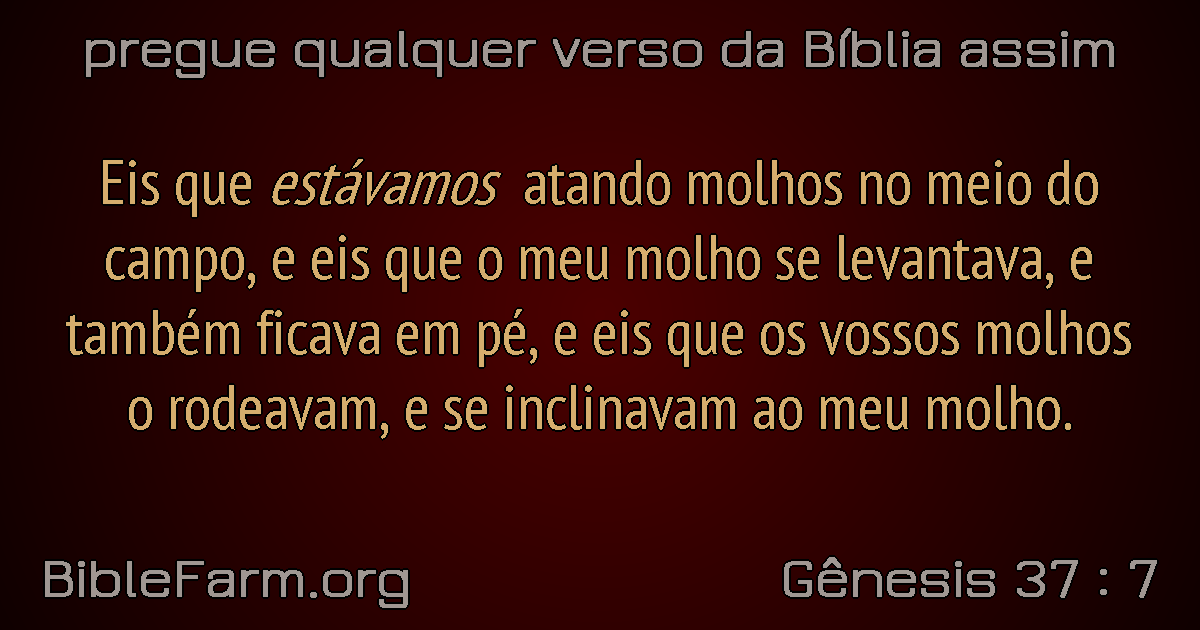 pregue qualquer verso da Bíblia assim
Eis que estávamos atando molhos no meio do
campo, e eis que o meu molho se levantava, e
também ficava em pé, e eis que os vossos molhos
o rodeavam, e se inclinavam ao meu molho.
BibleFarm.org
Gênesis 37 : 7